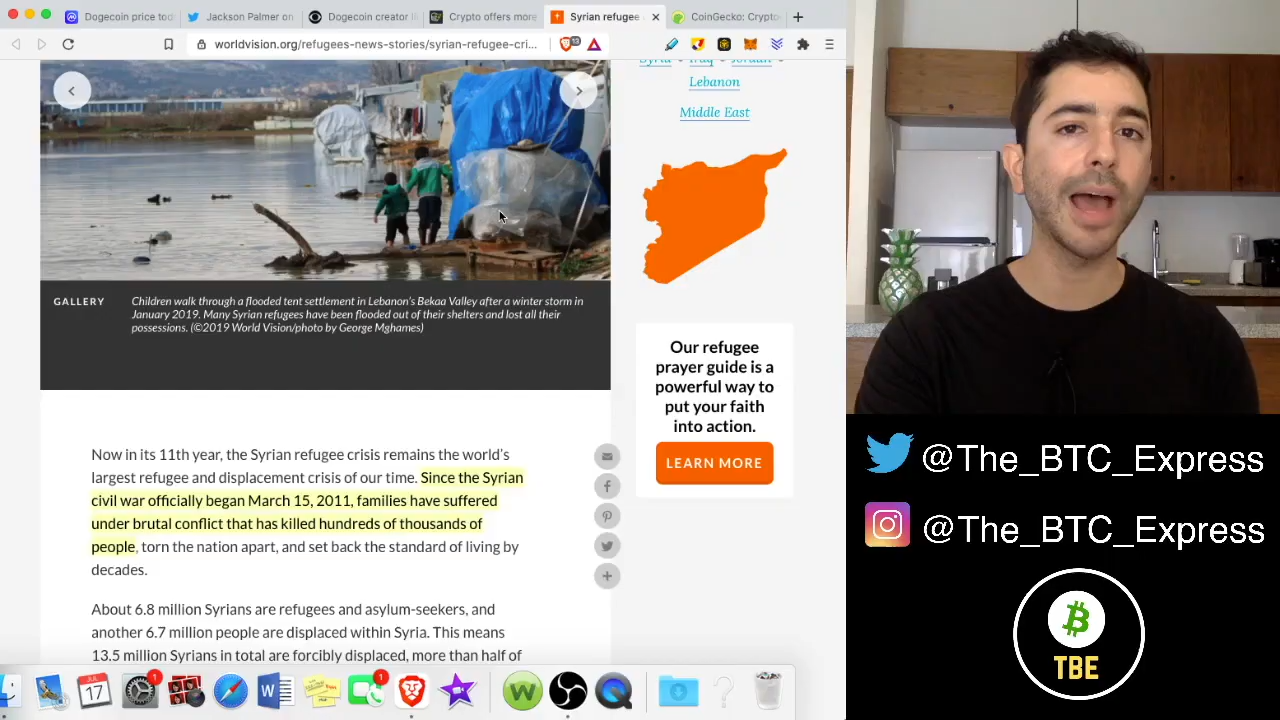 Dogecoin price tod
Jackson Palmer on
Dogecoin creator l
Crypto offers more
Syrian refugee
CoinGecko: Crypto
worldvision.org/refugees-news-stories/syrian-refugee-cri...
13
Syria • Iraq • Jordan •
Lebanon
Middle East
GALLERY
Children walk through a flooded tent settlement in Lebanon's Bekaa Valley after a winter storm in
January 2019. Many Syrian refugees have been flooded out of their shelters and lost all their
possessions. (©2019 World Vision/photo by George Mghames)
Our refugee
prayer guide is a
powerful way to
put your faith
into action.
LEARN MORE
Now in its 11th year, the Syrian refugee crisis remains the world's
largest refugee and displacement crisis of our time. Since the Syrian
civil war officially began March 15, 2011, families have suffered
under brutal conflict that has killed hundreds of thousands of
people, torn the nation apart, and set back the standard of living by
decades.
About 6.8 million Syrians are refugees and asylum-seekers, and
another 6.7 million people are displaced within Syria. This means
13.5 million Syrians in total are forcibly displaced, more than half of
@The_BTC_Express
@The_BTC_Express
TBE
JUL
17
1
1
W
W